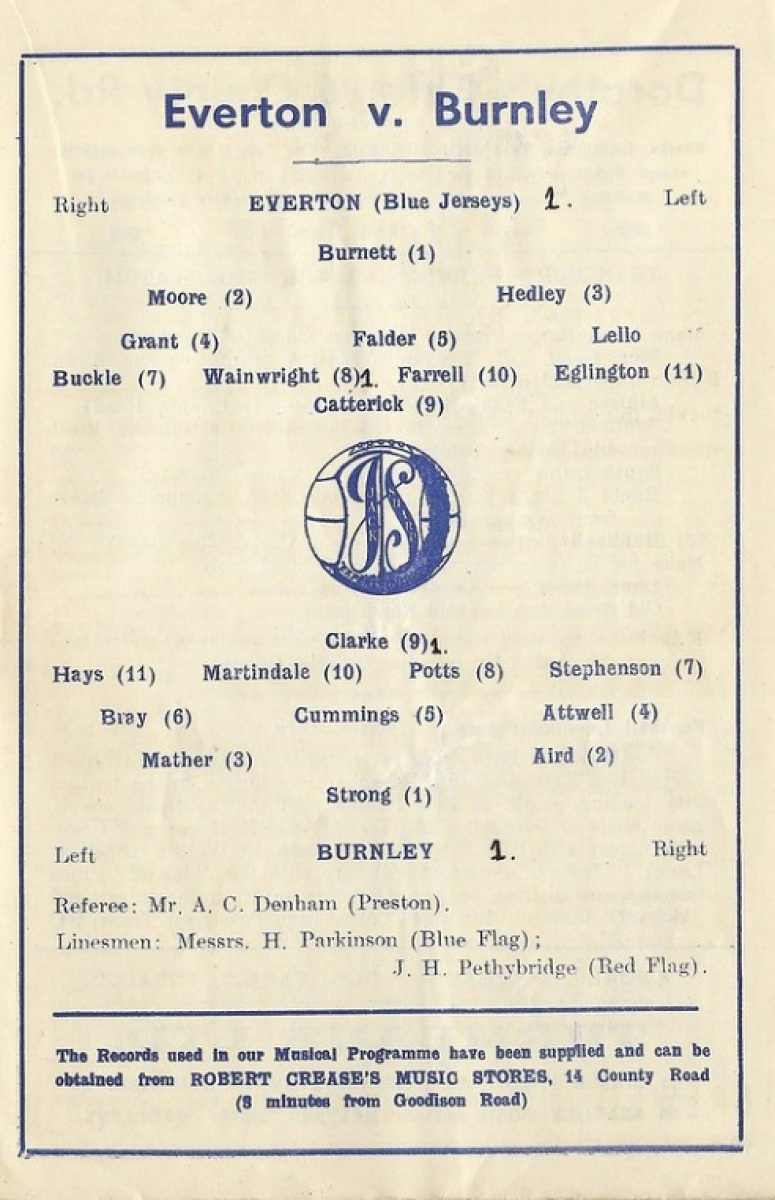 Everton v. Burnley
Right EVERTON (Blue Jerseys) 1. Left
Burnett (1)
Moore (2) Hedley (3)
Grant (4) Falder (5) Lello
Buckle (7) Wainwright (8)1. Farrell (10) Eglington (11)
Catterick (9)
JACK SHARP
Clarke (9)1.
Hays (11) Martindale (10) Potts (8) Stephenson (7)
Bray (6) Cummings (5) Attwell (4)
Mather (3) Aird (2)
Strong (1)
Left BURNLEY 1. Right
Referee: Mr. A. C. Denham (Preston).
Linesmen: Messrs. H. Parkinson (Blue Flag);
J. H. Pethybridge (Red Flag).
The Records used in our Musical Programme have been supplied and can be
obtained from ROBERT CREASE'S MUSIC STORES, 14 County Road
(8 minutes from Goodison Road)